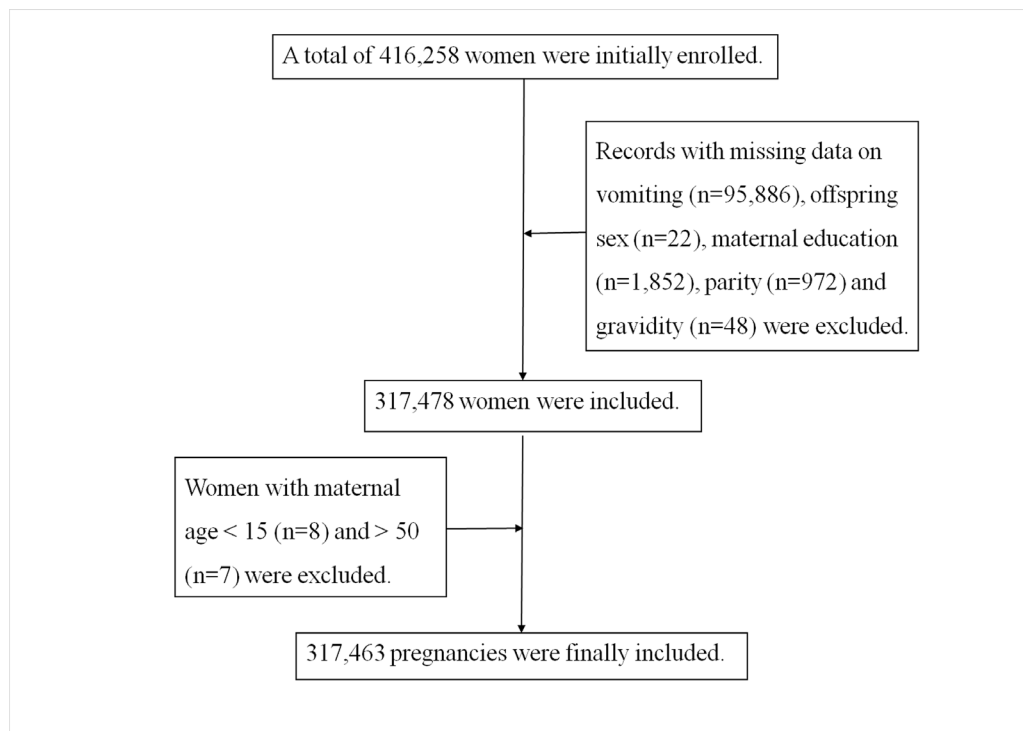 A total of 416,258 women were initially enrolled.
Records with missing data on
vomiting (n=95,886), offspring
sex (n=22), maternal education
(n=1,852), parity (n=972) and
gravidity (n=48) were excluded.
317,478 women were included.
Women with maternal
age < 15 (n=8) and > 50
(n=7) were excluded.
317,463 pregnancies were finally included.